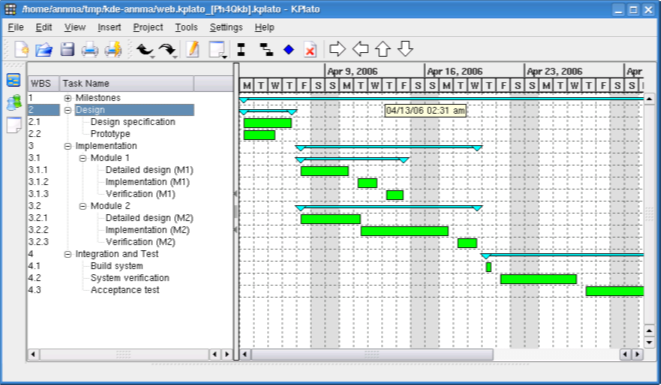 /home/annma/tmp/kde-annma/web.kplato_[Ph4Qkb].kplato - KPlato
File Edit View Insert Project Tools Settings Help
WBS Task Name
Apr 9, 2006 Apr 16, 2006 Apr 23, 2006 Apr
M T W T F S S M T W T F S S M T W T F S S M T W T F S S
1 Milestones
2 Design
04/13/06 02:31 am
2.1 Design specification
2.2 Prototype
3 Implementation
3.1 Module 1
3.1.1 Detailed design (M1)
3.1.2 Implementation (M1)
3.1.3 Verification (M1)
3.2 Module 2
3.2.1 Detailed design (M2)
3.2.2 Implementation (M2)
3.2.3 Verification (M2)
4 Integration and Test
4.1 Build system
4.2 System verification
4.3 Acceptance test